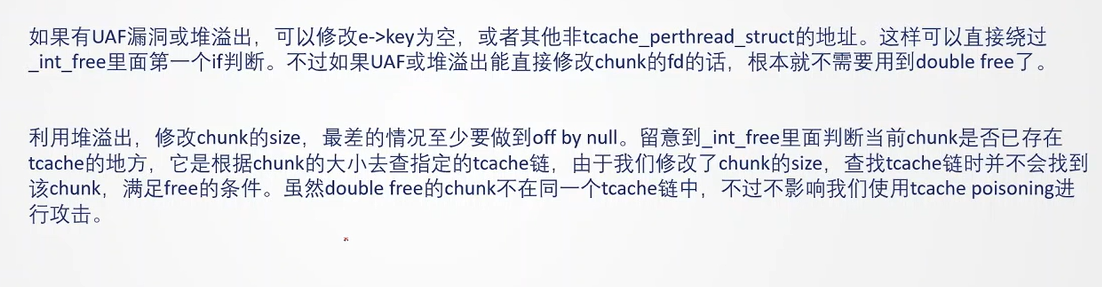 如果有UAF漏洞或堆溢出，可以修改e->key为空，或者其他非tcache_perthread_struct的地址。这样可以直接绕过
_int_free里面第一个if判断。不过如果UAF或堆溢出能直接修改chunk的fd的话，根本就不需要用到double free了。
利用堆溢出，修改chunk的size，最差的情况至少要做到off by null。留意到_int_free里面判断当前chunk是否已存在
tcache的地方，它是根据chunk的大小去查指定的tcache链，由于我们修改了chunk的size，查找tcache链时并不会找到
该chunk，满足free的条件。虽然double free的chunk不在同一个tcache链中，不过不影响我们使用tcache poisoning进
行攻击。